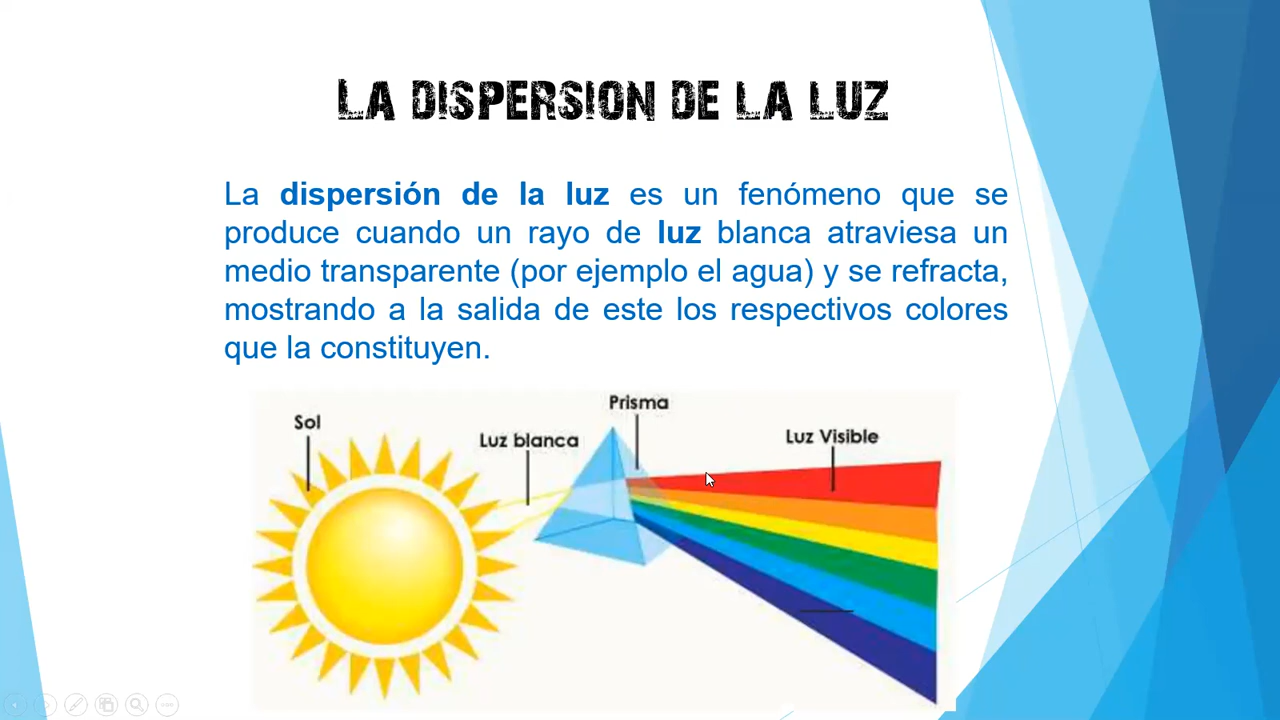 LA DISPERSION DE LA LUZ
La dispersión de la luz es un fenómeno que se
produce cuando un rayo de luz blanca atraviesa un
medio transparente (por ejemplo el agua) y se refracta,
mostrando a la salida de este los respectivos colores
que la constituyen.
Prisma
Sol
Luz blanca
Luz Visible